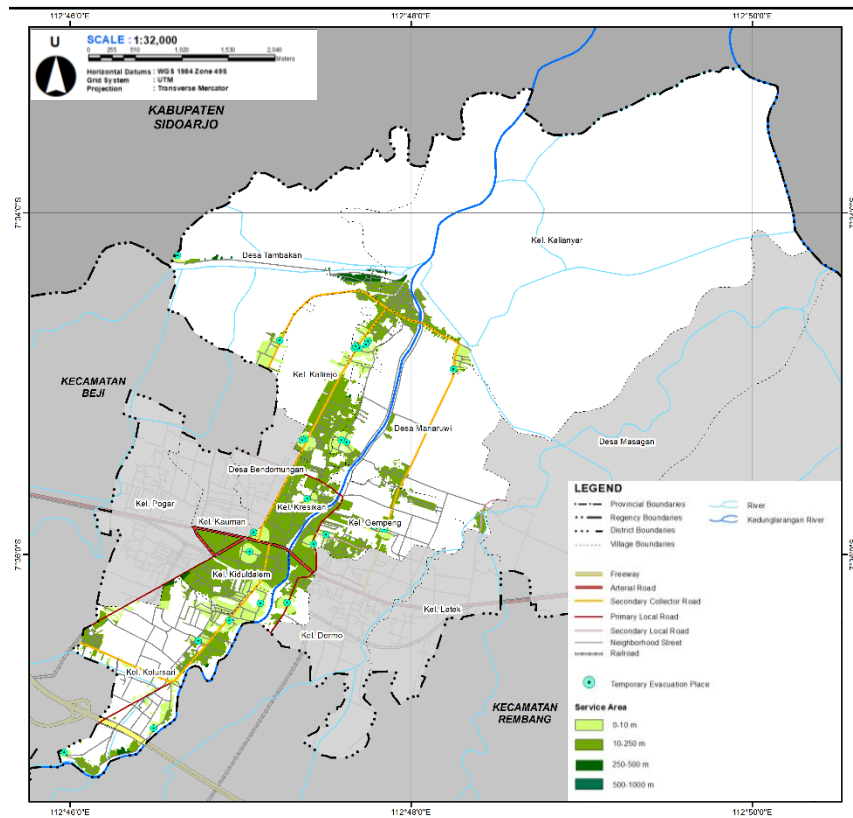 112°46'0"E 112°48'0"E 112°50'0"E
U
SCALE : 1:32,000
0 255 510 1,020 1,530 2,040
Meters
Horizontal Datums : WGS 1984 Zone 49S
Grid System : UTM
Projection : Transverse Mercator
KABUPATEN
SIDOARJO
7°34'0"S 7°34'0"S
Kel. Kalianyar
Desa Tambakan
Kel. Kalirejo
KECAMATAN
BEJI
Desa Manaruwi
Desa Masagan
Desa Bendomungan
Kel. Pogar
Kel. Kresikan
Kel. Kauman
Kel. Gempeng
7°36'0"S
Kel. Kiduldalem
Kel. Latek
Kel. Dermo
Kel. Kolursari
KECAMATAN
REMBANG
LEGEND
Provincial Boundaries
Regency Boundaries
District Boundaries
Village Boundaries
River
Kedunglarangan River
Freeway
Arterial Road
Secondary Collector Road
Primary Local Road
Secondary Local Road
Neighborhood Street
Railroad
Temporary Evacuation Place
Service Area
0-10 m
10-250 m
250-500 m
500-1000 m
112°46'0"E 112°48'0"E 112°50'0"E